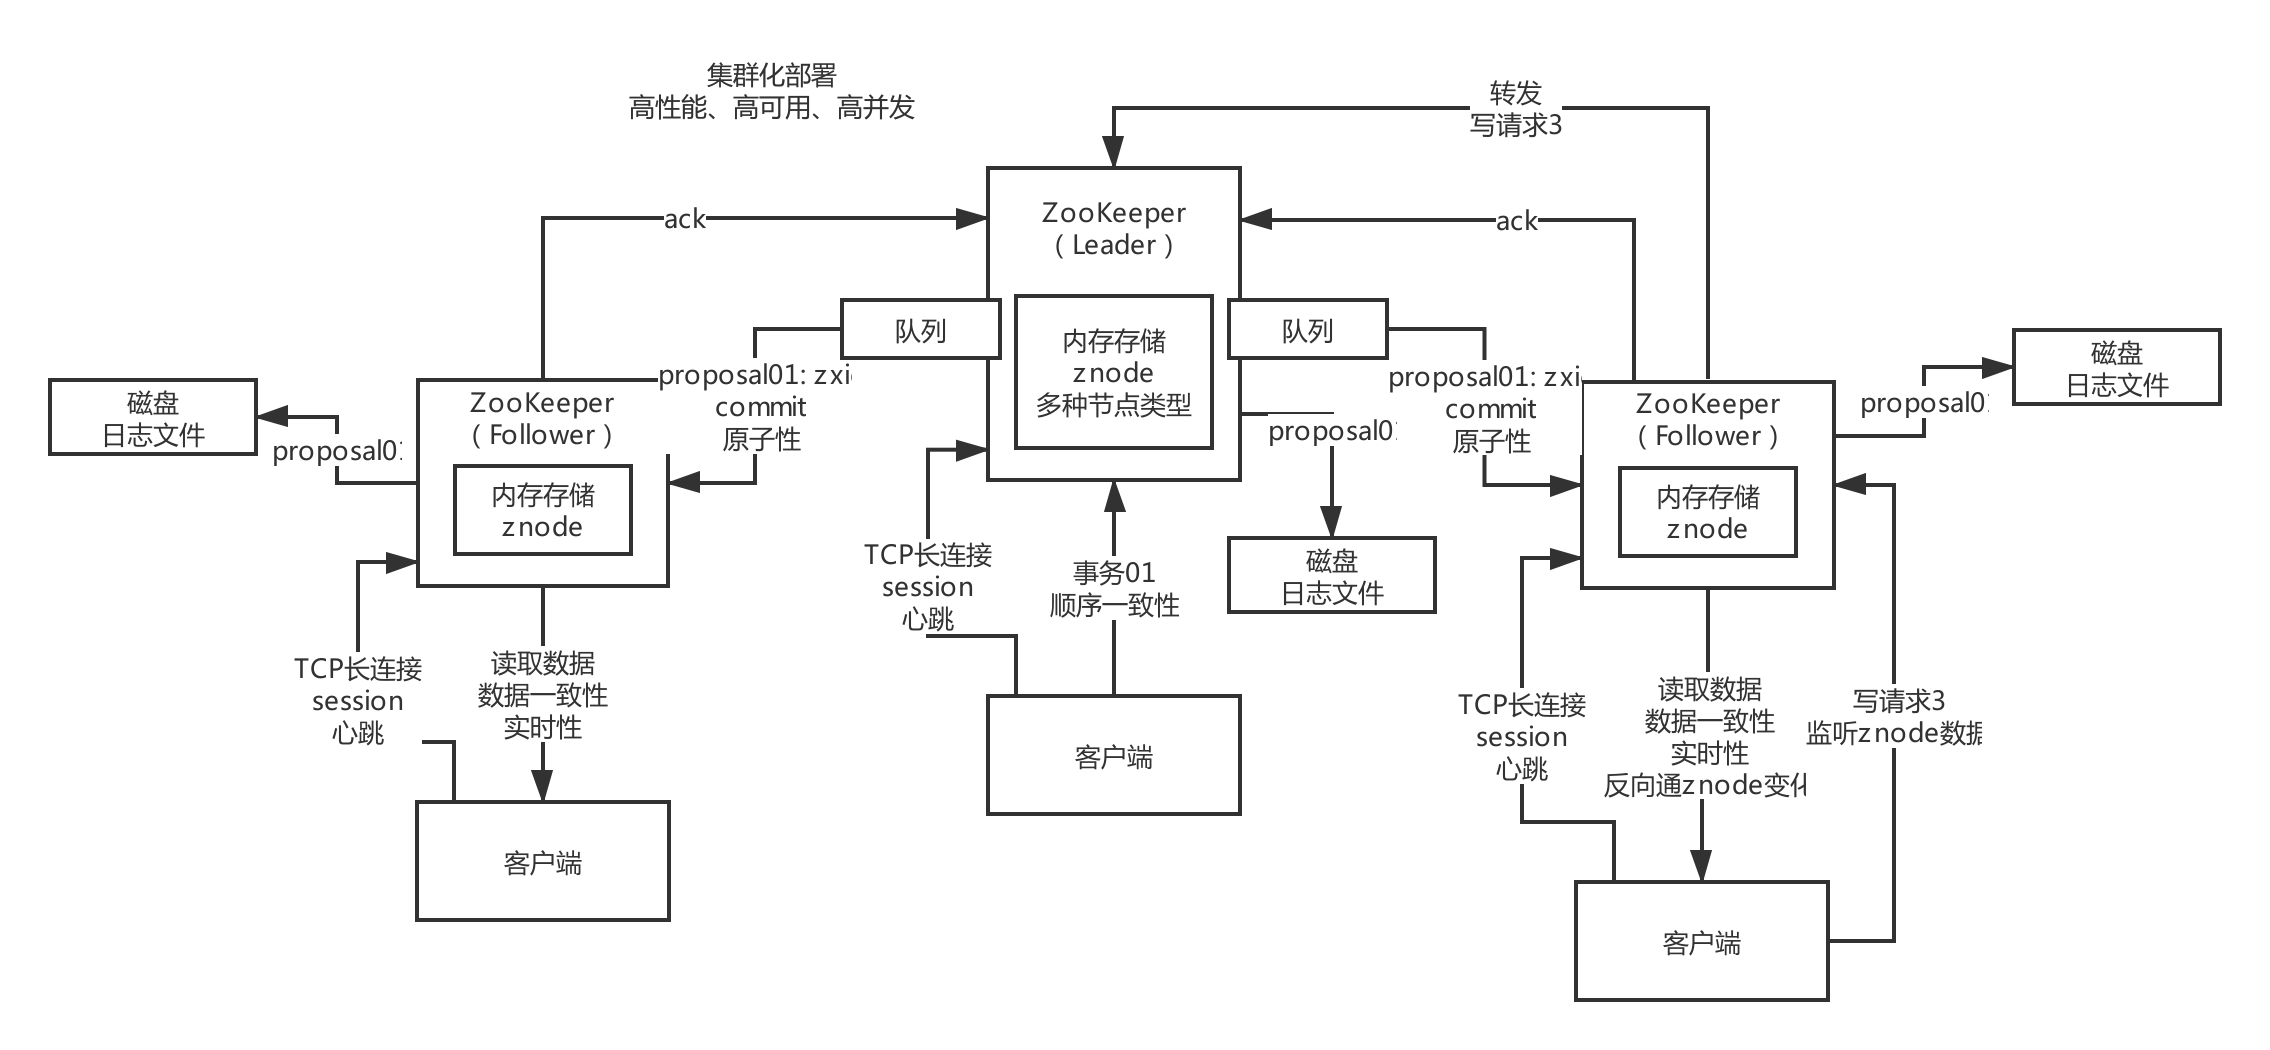 集群化部署
高性能、高可用、高并发
转发
写请求3
ack
ack
ZooKeeper
（Leader）
队列
队列
内存存储
znode
多种节点类型
proposal01: zxi
commit
原子性
proposal01: zxi
commit
原子性
磁盘
日志文件
proposal01
ZooKeeper
（Follower）
内存存储
znode
proposal01
磁盘
日志文件
ZooKeeper
（Follower）
内存存储
znode
proposal01
磁盘
日志文件
TCP长连接
session
心跳
读取数据
数据一致性
实时性
客户端
TCP长连接
session
心跳
事务01
顺序一致性
客户端
TCP长连接
session
心跳
读取数据
数据一致性
实时性
反向通znode变化
写请求3
监听znode数据
客户端